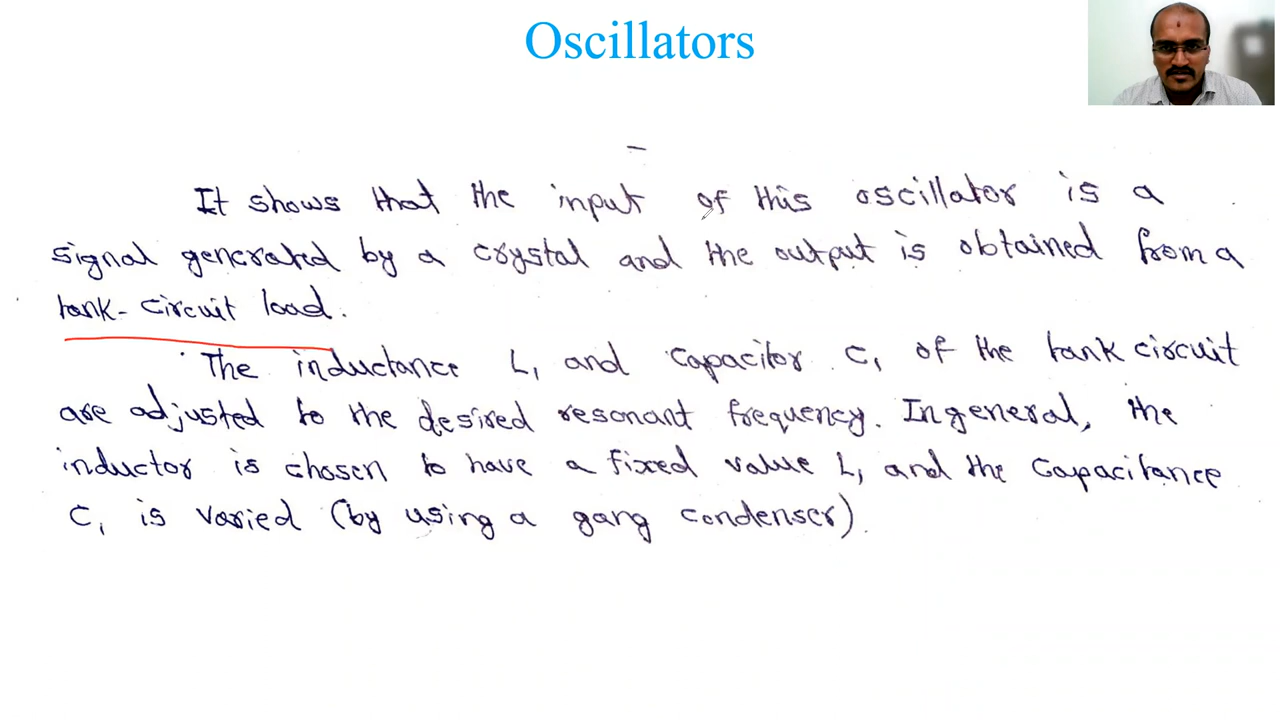 Oscillators
It shows that the input of this oscillator is a
signal generated by a crystal and the output is obtained from a
tank-circuit load.
The inductance L₁ and capacitor C₁ of the tank circuit
are adjusted to the desired resonant frequency. Ingeneral, the
inductor is chosen to have a fixed value L₁ and the capacitance
C₁ is varied (by using a gang condenser).